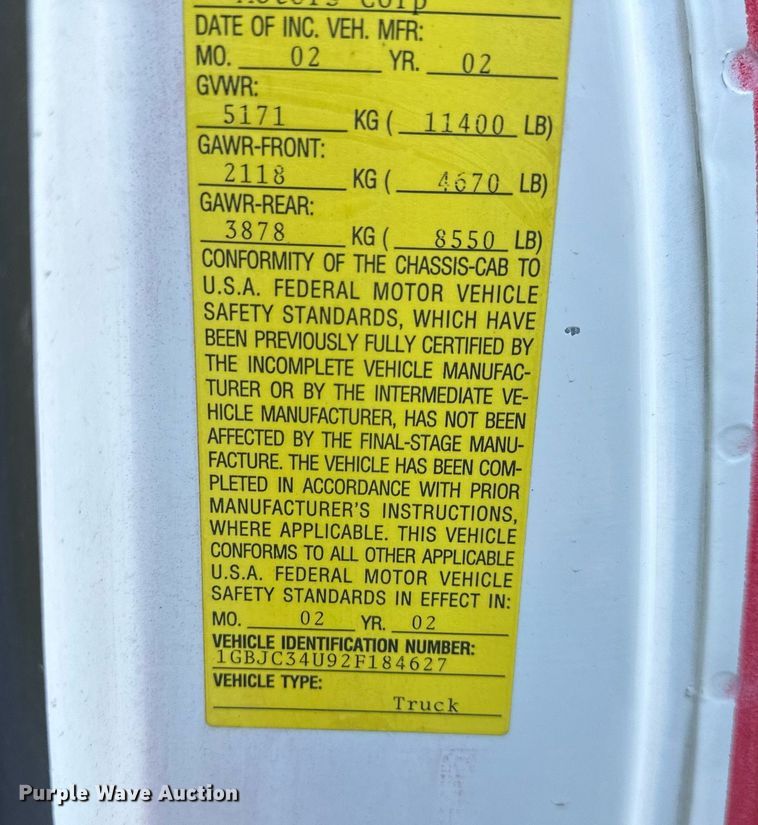 Motors Corp
DATE OF INC. VEH. MFR:
MO. 02 YR. 02
GVWR:
5171 KG ( 11400 LB)
GAWR-FRONT:
2118 KG ( 4670 LB)
GAWR-REAR:
3878 KG ( 8550 LB)
CONFORMITY OF THE CHASSIS-CAB TO
U.S.A. FEDERAL MOTOR VEHICLE
SAFETY STANDARDS, WHICH HAVE
BEEN PREVIOUSLY FULLY CERTIFIED BY
THE INCOMPLETE VEHICLE MANUFAC-
TURER OR BY THE INTERMEDIATE VE-
HICLE MANUFACTURER, HAS NOT BEEN
AFFECTED BY THE FINAL-STAGE MANU-
FACTURE. THE VEHICLE HAS BEEN COM-
PLETED IN ACCORDANCE WITH PRIOR
MANUFACTURER'S INSTRUCTIONS,
WHERE APPLICABLE. THIS VEHICLE
CONFORMS TO ALL OTHER APPLICABLE
U.S.A. FEDERAL MOTOR VEHICLE
SAFETY STANDARDS IN EFFECT IN:
MO. 02 YR. 02
VEHICLE IDENTIFICATION NUMBER:
1GBJC34U92F184627
VEHICLE TYPE:
Truck
Purple Wave Auction